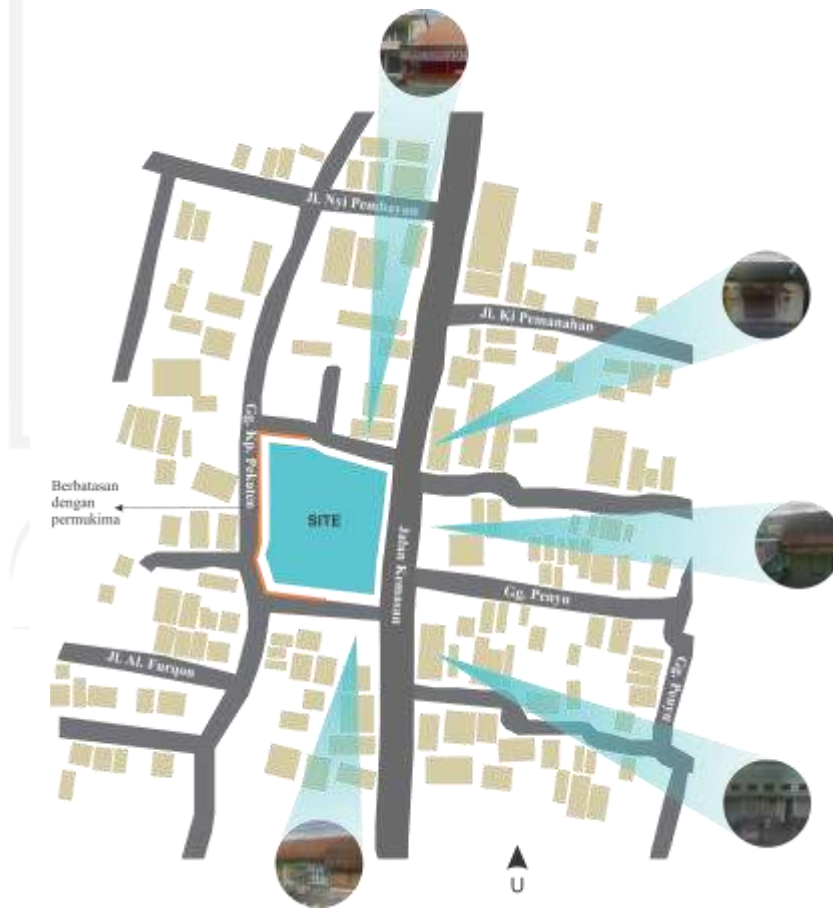 Jl. Nyi Pembayun
Jl. Ki Pemanahan
Gg. Kp. Pekaten
Berbatasan
dengan
permukima
SITE
Jalan Kemasan
Gg. Penyu
Jl. Al. Furqon
Gg. Penyu
U